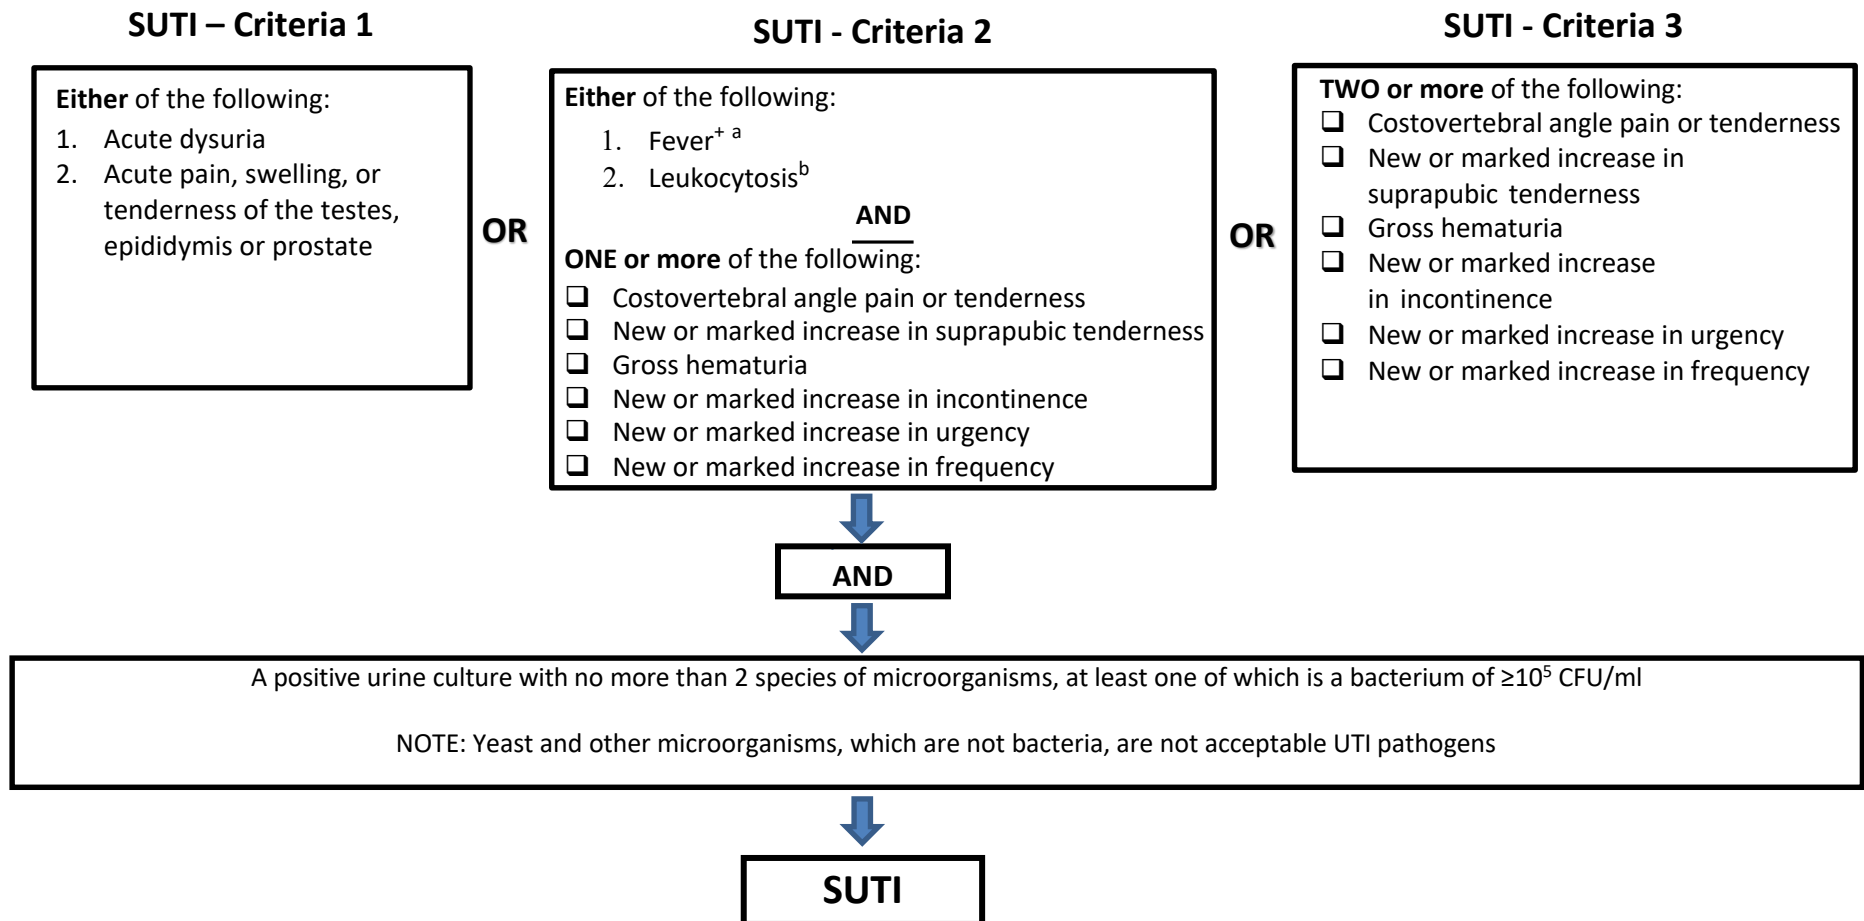 SUTI – Criteria 1
Either of the following:
1. Acute dysuria
2. Acute pain, swelling, or
tenderness of the testes,
epididymis or prostate
OR
SUTI - Criteria 2
Either of the following:
1. Fever⁺ ᵃ
2. Leukocytosisᵇ
AND
ONE or more of the following:
❑ Costovertebral angle pain or tenderness
❑ New or marked increase in suprapubic tenderness
❑ Gross hematuria
❑ New or marked increase in incontinence
❑ New or marked increase in urgency
❑ New or marked increase in frequency
OR
SUTI - Criteria 3
TWO or more of the following:
❑ Costovertebral angle pain or tenderness
❑ New or marked increase in
suprapubic tenderness
❑ Gross hematuria
❑ New or marked increase
in incontinence
❑ New or marked increase in urgency
❑ New or marked increase in frequency
AND
A positive urine culture with no more than 2 species of microorganisms, at least one of which is a bacterium of ≥10⁵ CFU/ml
NOTE: Yeast and other microorganisms, which are not bacteria, are not acceptable UTI pathogens
SUTI